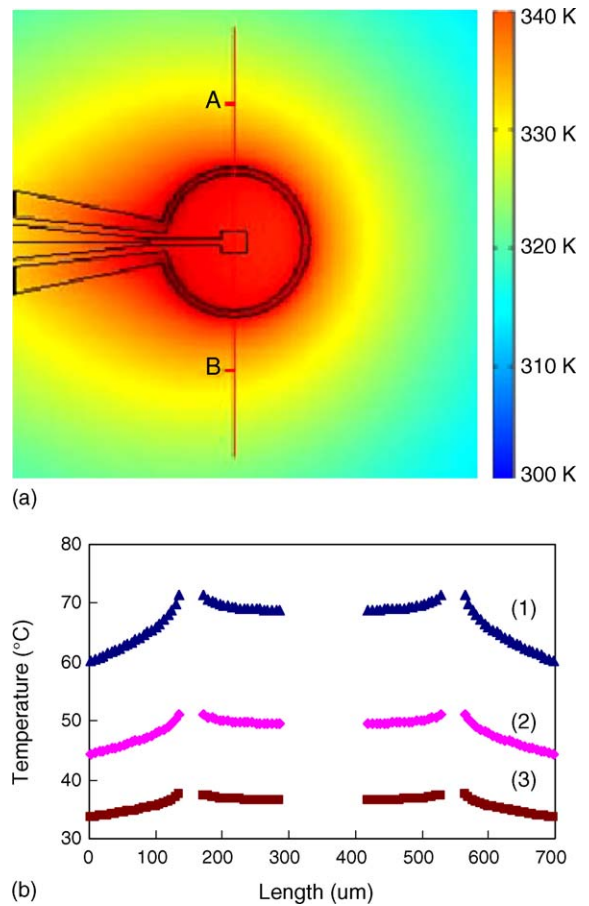 340 K
A
330 K
320 K
B
310 K
300 K
(a)
80
70
60
50
40
30
Temperature (°C)
(1)
(2)
(3)
0 100 200 300 400 500 600 700
(b)
Length (um)